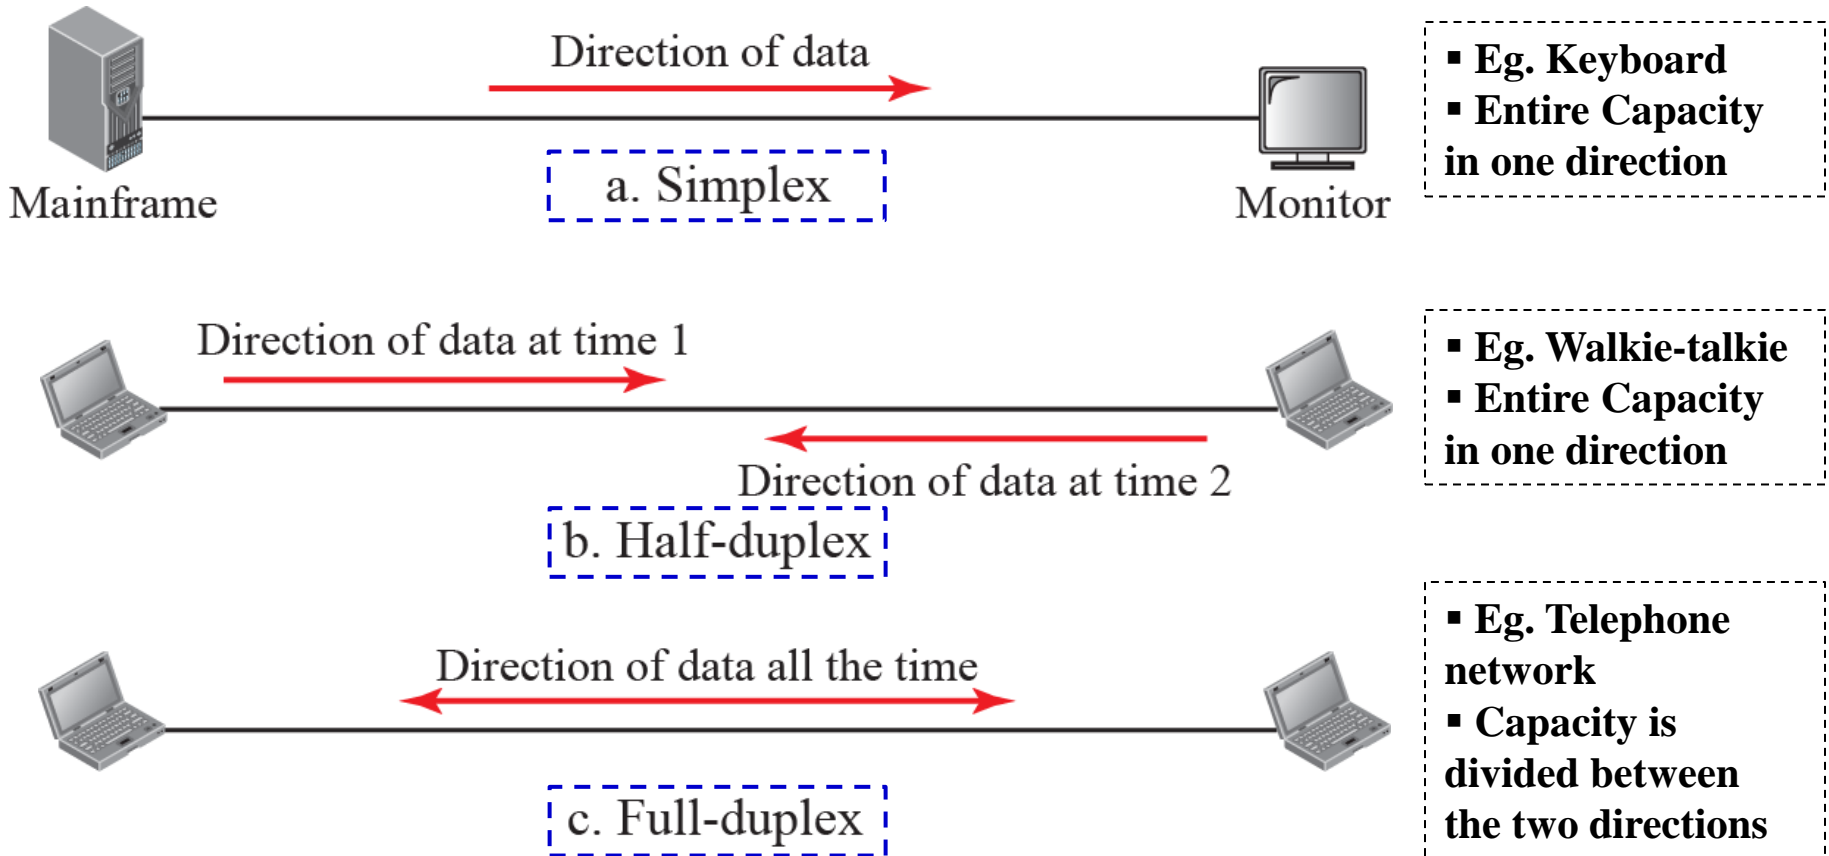 Direction of data
Mainframe
a. Simplex
Monitor
▪ Eg. Keyboard
▪ Entire Capacity
in one direction
Direction of data at time 1
Direction of data at time 2
b. Half-duplex
▪ Eg. Walkie-talkie
▪ Entire Capacity
in one direction
Direction of data all the time
c. Full-duplex
▪ Eg. Telephone
network
▪ Capacity is
divided between
the two directions